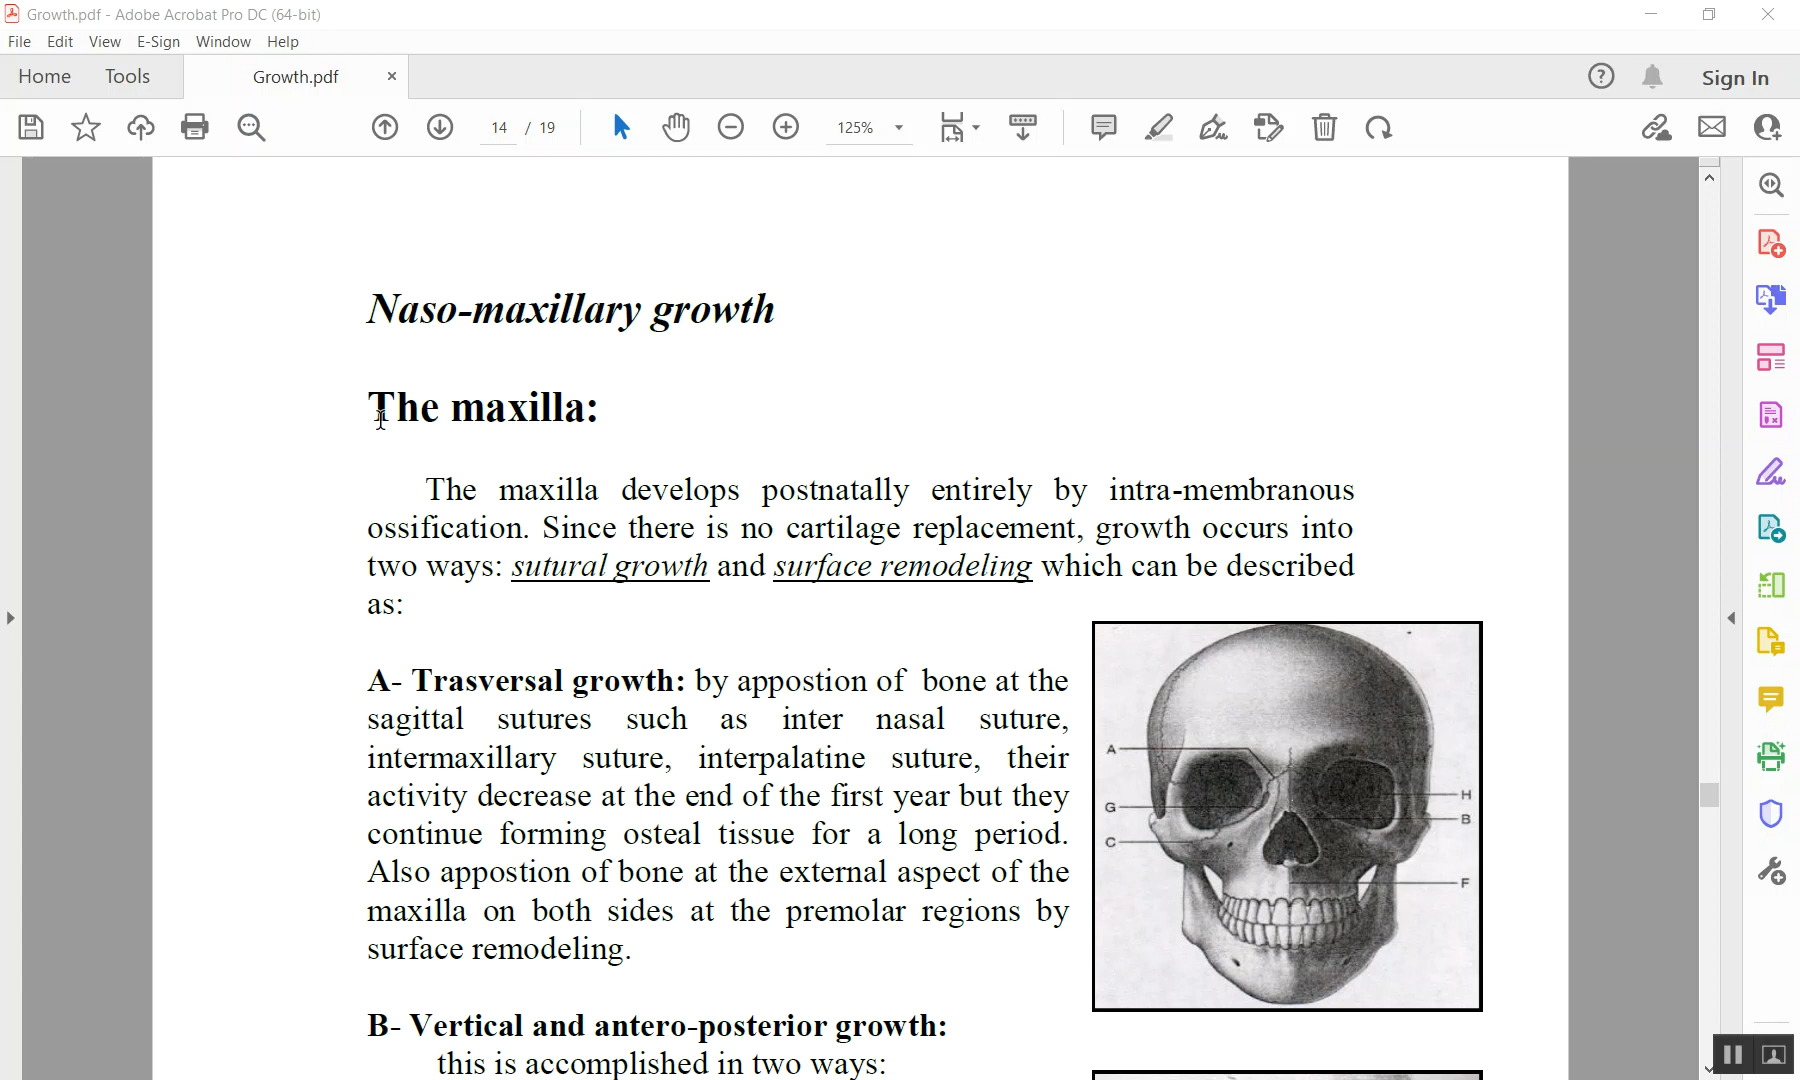 Growth.pdf - Adobe Acrobat Pro DC (64-bit)
File Edit View E-Sign Window Help
Home Tools Growth.pdf × Sign In
14 / 19 125%
Naso-maxillary growth
The maxilla:
The maxilla develops postnatally entirely by intra-membranous
ossification. Since there is no cartilage replacement, growth occurs into
two ways: sutural growth and surface remodeling which can be described
as:
A- Trasversal growth: by appostion of bone at the
sagittal sutures such as inter nasal suture,
intermaxillary suture, interpalatine suture, their
activity decrease at the end of the first year but they
continue forming osteal tissue for a long period.
Also appostion of bone at the external aspect of the
maxilla on both sides at the premolar regions by
surface remodeling.
A
G
C
H
B
F
B- Vertical and antero-posterior growth:
this is accomplished in two ways: